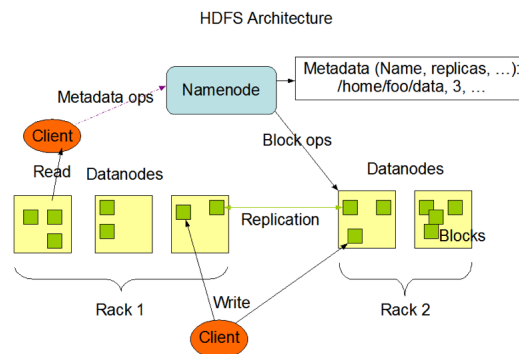 HDFS Architecture
Metadata (Name, replicas, …):
/home/foo/data, 3, …
Namenode
Metadata ops
Client
Block ops
Read
Datanodes
Datanodes
Replication
Blocks
Rack 1
Write
Rack 2
Client